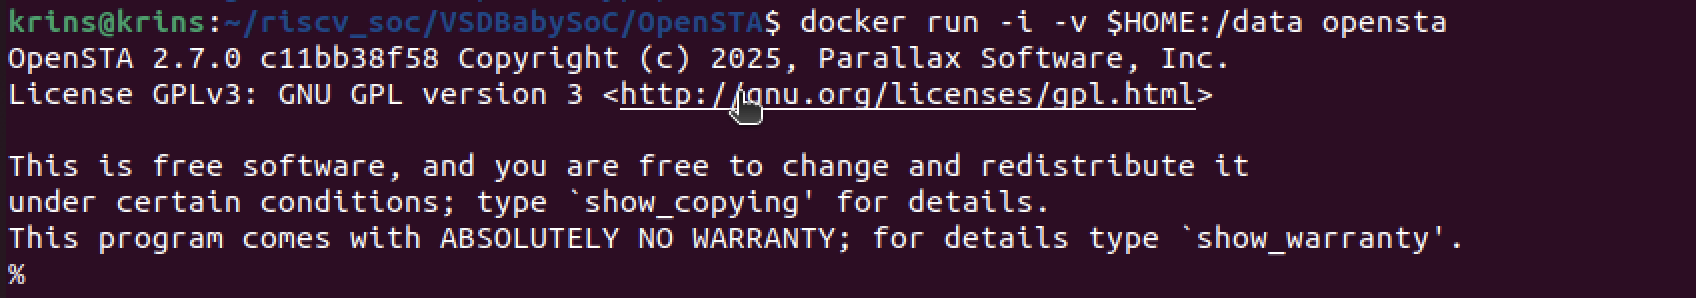 krins@krins:~/riscv_soc/VSDBabySoC/OpenSTA$ docker run -i -v $HOME:/data opensta
OpenSTA 2.7.0 c11bb38f58 Copyright (c) 2025, Parallax Software, Inc.
License GPLv3: GNU GPL version 3 <http://gnu.org/licenses/gpl.html>
This is free software, and you are free to change and redistribute it
under certain conditions; type `show_copying' for details.
This program comes with ABSOLUTELY NO WARRANTY; for details type `show_warranty'.
%